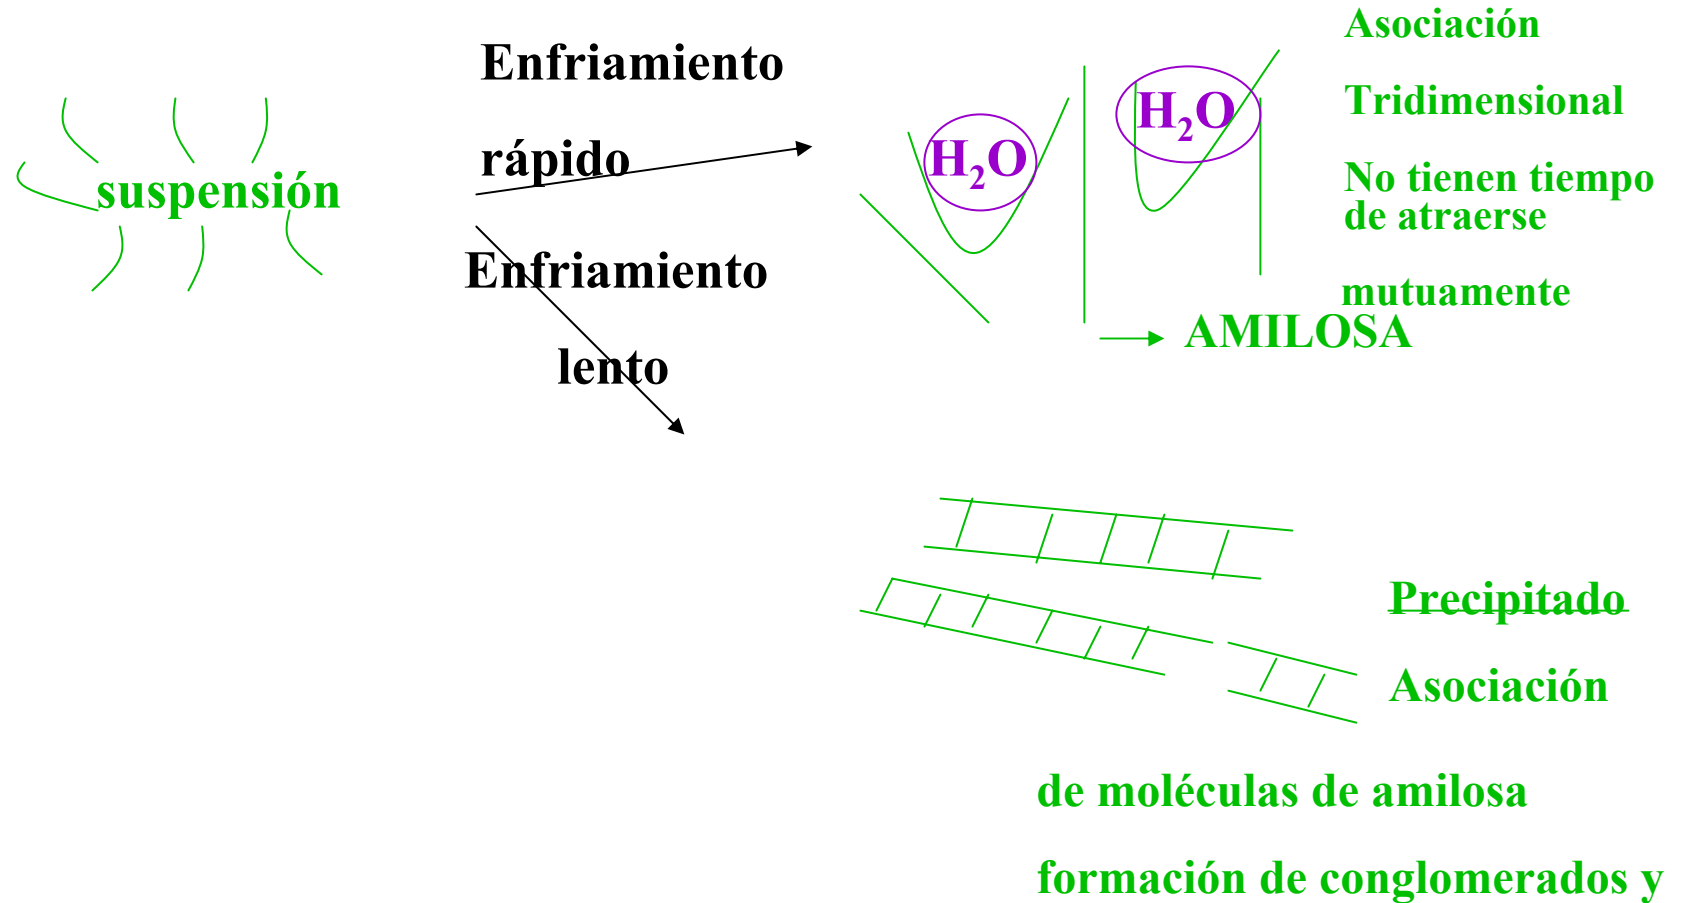 suspensión
Enfriamiento
rápido
Enfriamiento
lento
H₂O
H₂O
Asociación
Tridimensional
No tienen tiempo
de atraerse
mutuamente
AMILOSA
Precipitado
Asociación
de moléculas de amilosa
formación de conglomerados y